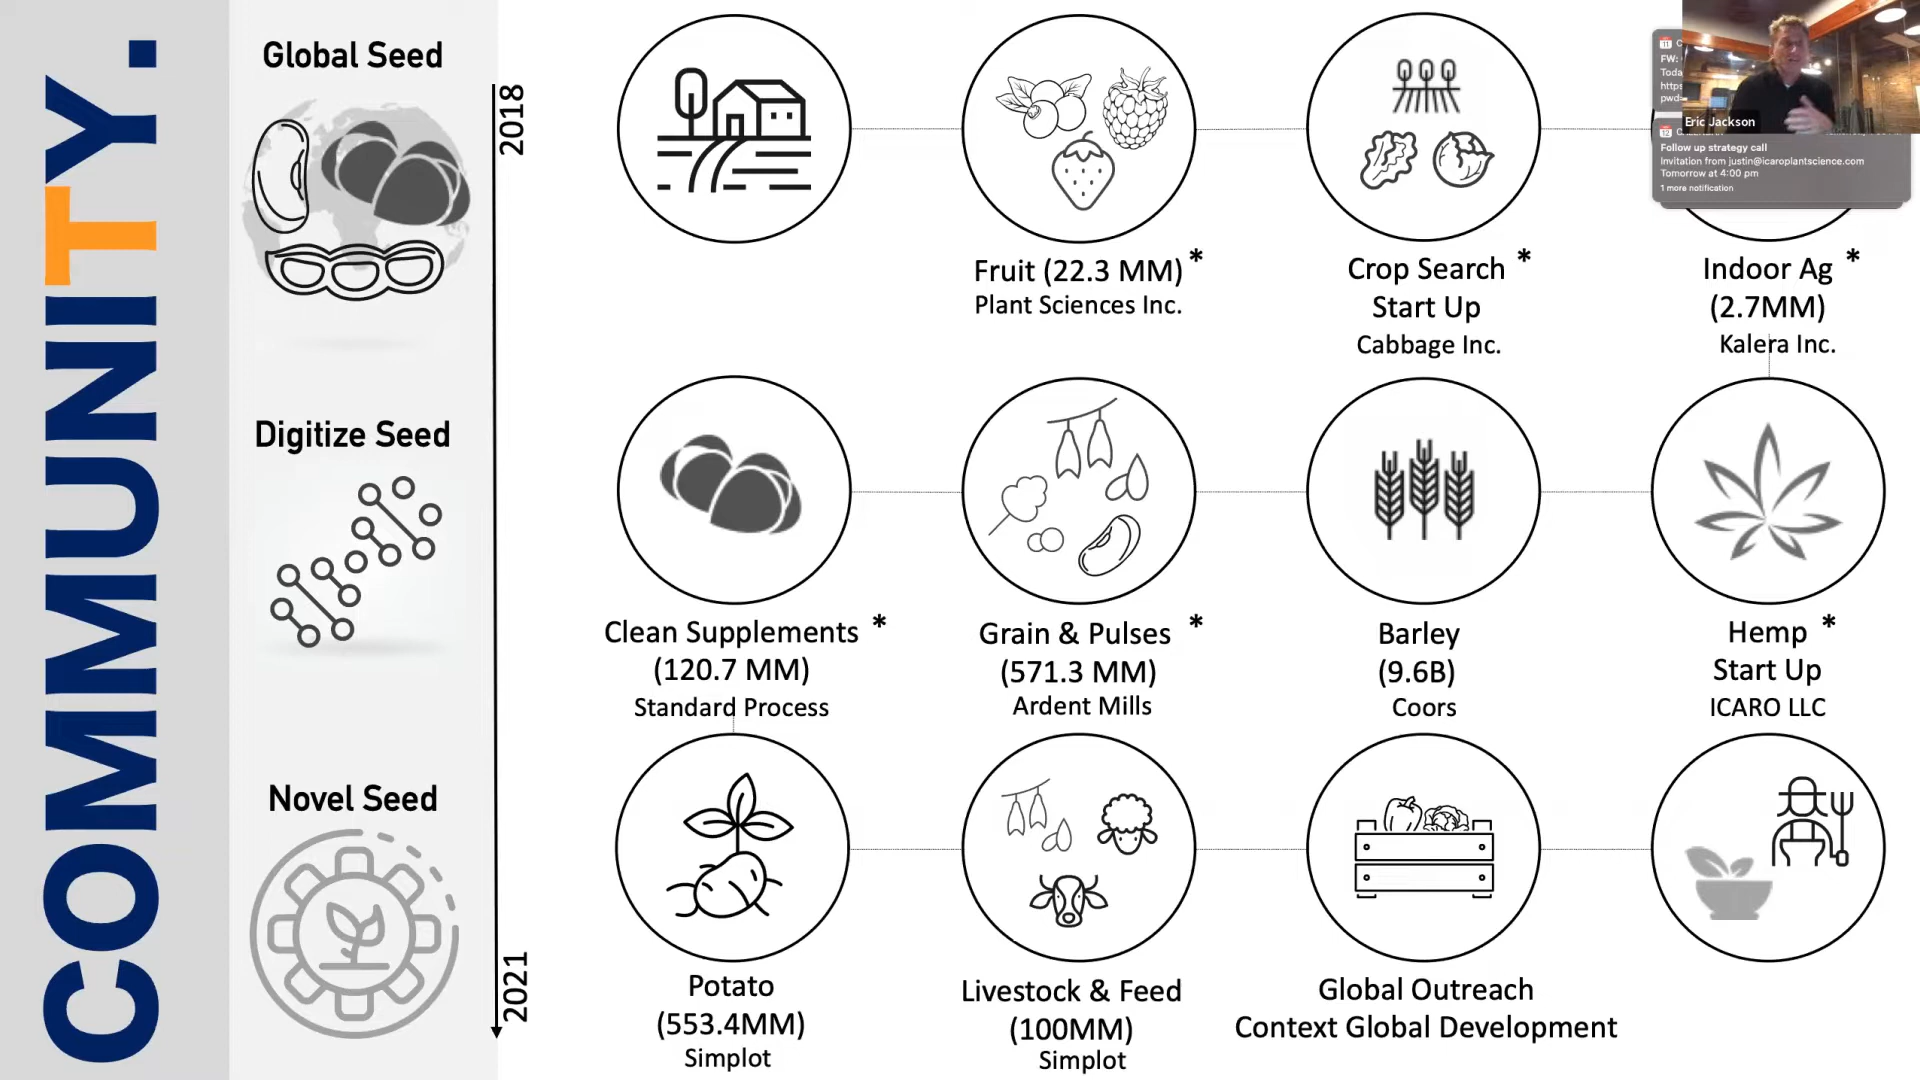 COMMUNITY.
Global Seed
Digitize Seed
Novel Seed
2018
2021
Fruit (22.3 MM) *
Plant Sciences Inc.
Crop Search *
Start Up
Cabbage Inc.
Indoor Ag *
(2.7MM)
Kalera Inc.
Clean Supplements *
(120.7 MM)
Standard Process
Grain & Pulses *
(571.3 MM)
Ardent Mills
Barley
(9.6B)
Coors
Hemp *
Start Up
ICARO LLC
Potato
(553.4MM)
Simplot
Livestock & Feed
(100MM)
Simplot
Global Outreach
Context Global Development
FW:
Toda
https
pwd
Eric Jackson
Follow up strategy call
Invitation from justin@icaroplantscience.com
Tomorrow at 4:00 pm
1 more notification